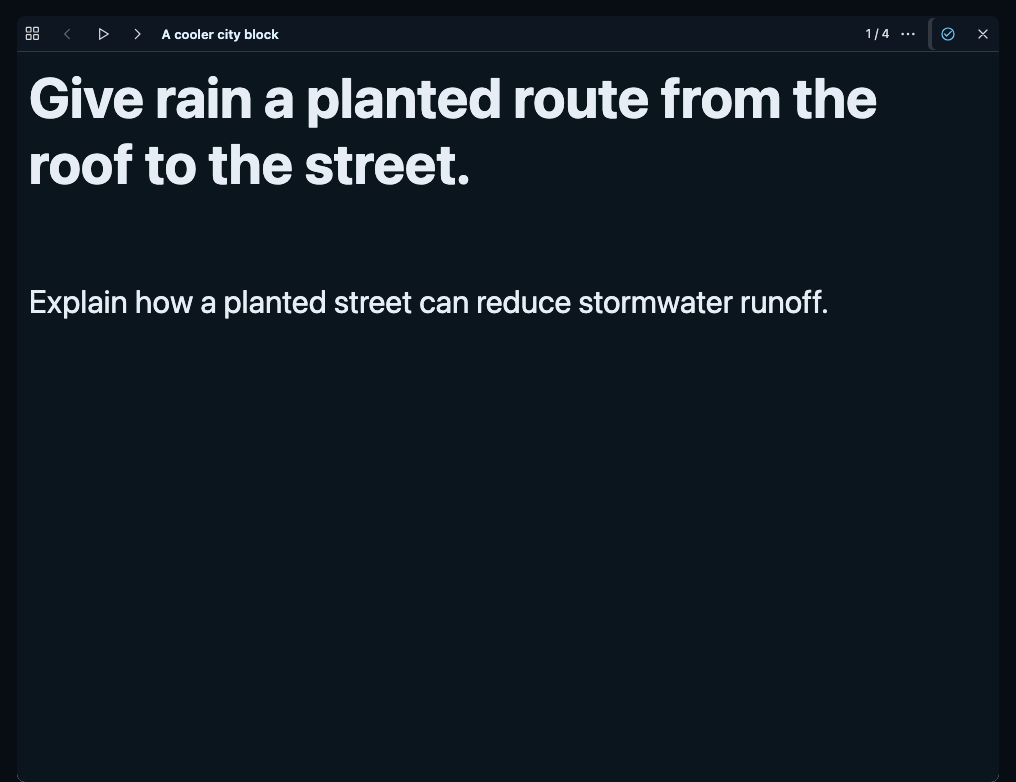 A cooler city block
1 / 4
Give rain a planted route from the
roof to the street.
Explain how a planted street can reduce stormwater runoff.